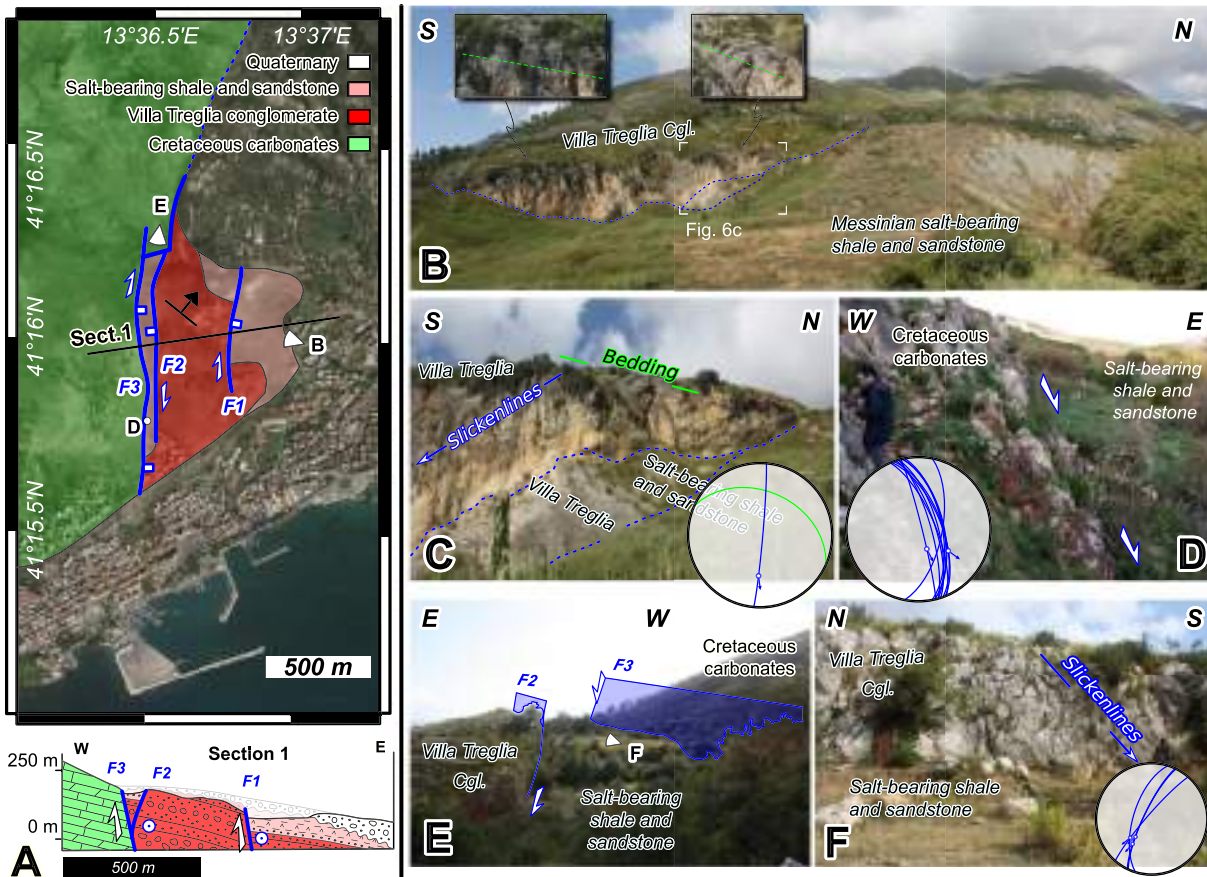 13°36.5'E
13°37'E
Quaternary
Salt-bearing shale and sandstone
Villa Treglia conglomerate
Cretaceous carbonates
41°16.5'N
41°16'N
41°15.5'N
E
Sect.1
B
F3
F2
F1
D
500 m
W
Section 1
E
250 m
0 m
F3
F2
F1
A
500 m
S
N
Villa Treglia Cgl.
Fig. 6c
Messinian salt-bearing
shale and sandstone
B
S
N
Villa Treglia
Bedding
Slickenlines
Villa Treglia
Salt-bearing shale
and sandstone
C
W
E
Cretaceous
carbonates
Salt-bearing
shale and
sandstone
D
E
W
F2
F3
Cretaceous
carbonates
Villa Treglia
Cgl.
F
Salt-bearing
shale and
sandstone
E
N
S
Villa Treglia
Cgl.
Slickenlines
Salt-bearing shale
and sandstone
F